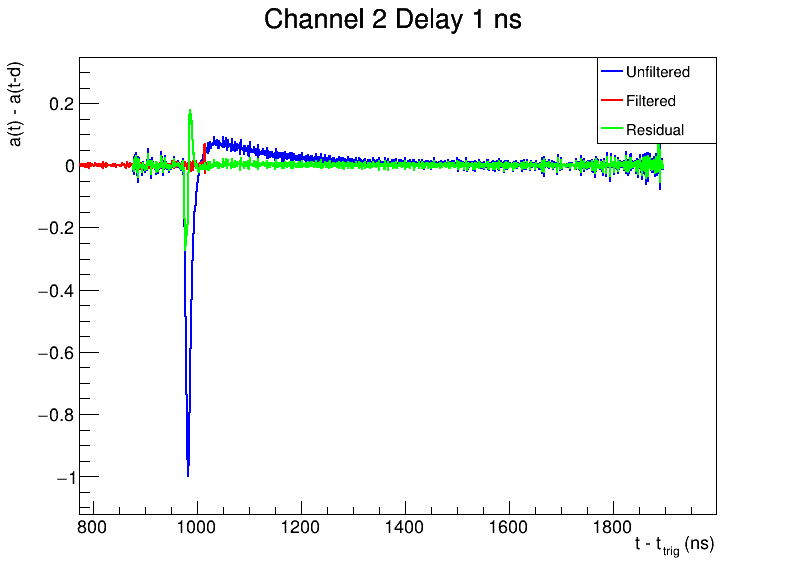 Channel 2 Delay 1 ns
a(t) - a(t-d)
Unfiltered
Filtered
Residual
0.2
0
−0.2
−0.4
−0.6
−0.8
−1
800 1000 1200 1400 1600 1800
t - t_trig (ns)